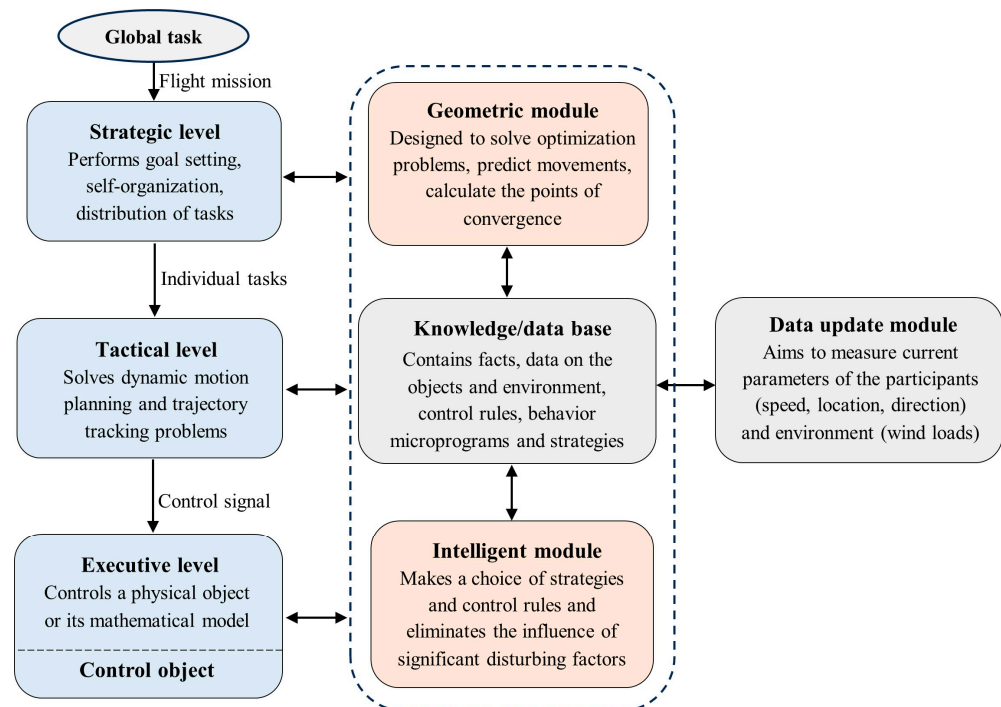 Global task
Flight mission
Strategic level
Performs goal setting,
self-organization,
distribution of tasks
Individual tasks
Tactical level
Solves dynamic motion
planning and trajectory
tracking problems
Control signal
Executive level
Controls a physical object
or its mathematical model
Control object
Geometric module
Designed to solve optimization
problems, predict movements,
calculate the points of
convergence
Knowledge/data base
Contains facts, data on the
objects and environment,
control rules, behavior
microprograms and strategies
Intelligent module
Makes a choice of strategies
and control rules and
eliminates the influence of
significant disturbing factors
Data update module
Aims to measure current
parameters of the participants
(speed, location, direction)
and environment (wind loads)